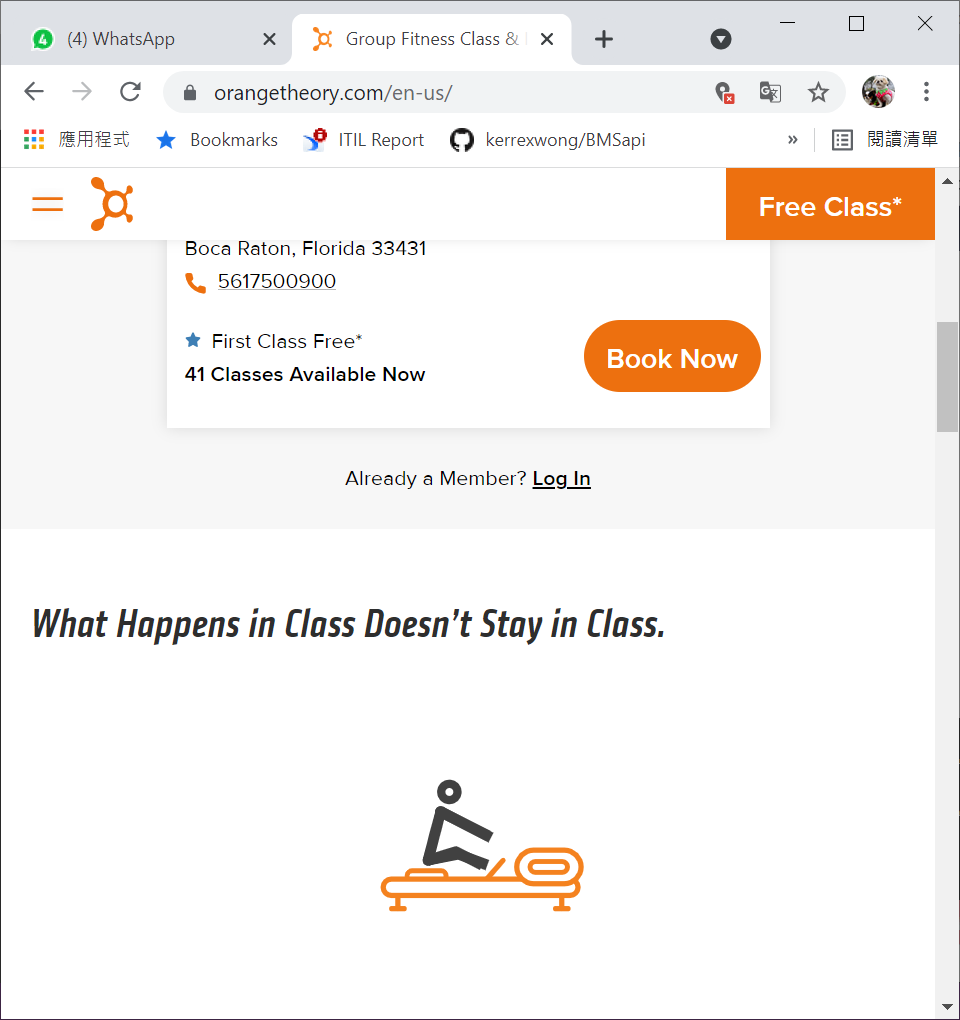 (4) WhatsApp
Group Fitness Class &
orangetheory.com/en-us/
應用程式
Bookmarks
ITIL Report
kerrexwong/BMSapi
»
閱讀清單
Free Class*
Boca Raton, Florida 33431
5617500900
First Class Free*
41 Classes Available Now
Book Now
Already a Member? Log In
What Happens in Class Doesn’t Stay in Class.